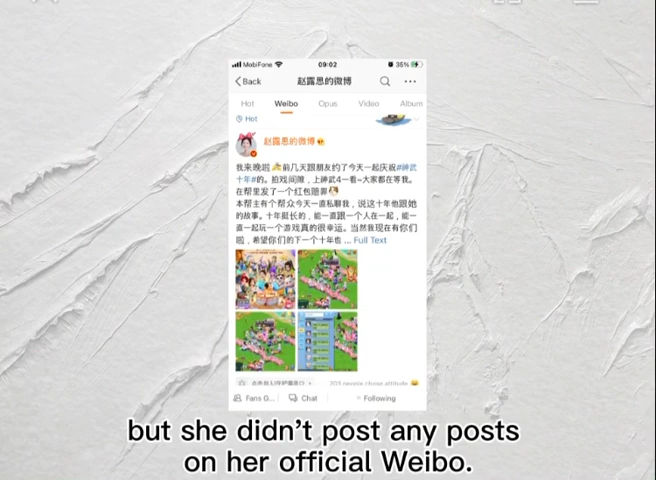 MobiFone 09:02 35%
Back 赵露思的微博
Hot Weibo Opus Video Album
Hot
赵露思的微博
我来晚啦 前几天跟朋友约了今天一起庆祝#神武
十年#的。拍戏间隙，上神武4一看~大家都在等我。
在帮里发了一个红包赔罪
本帮主有个帮众今天一直私聊我，说这十年他跟她
的故事。十年挺长的，能一直跟一个人在一起，能一
直一起玩一个游戏真的很幸运。当然我现在有你们
啦，希望你们的下一个十年也 ... Full Text
203 people chose attitude
Fans G... Chat Following
but she didn't post any posts
on her official Weibo.